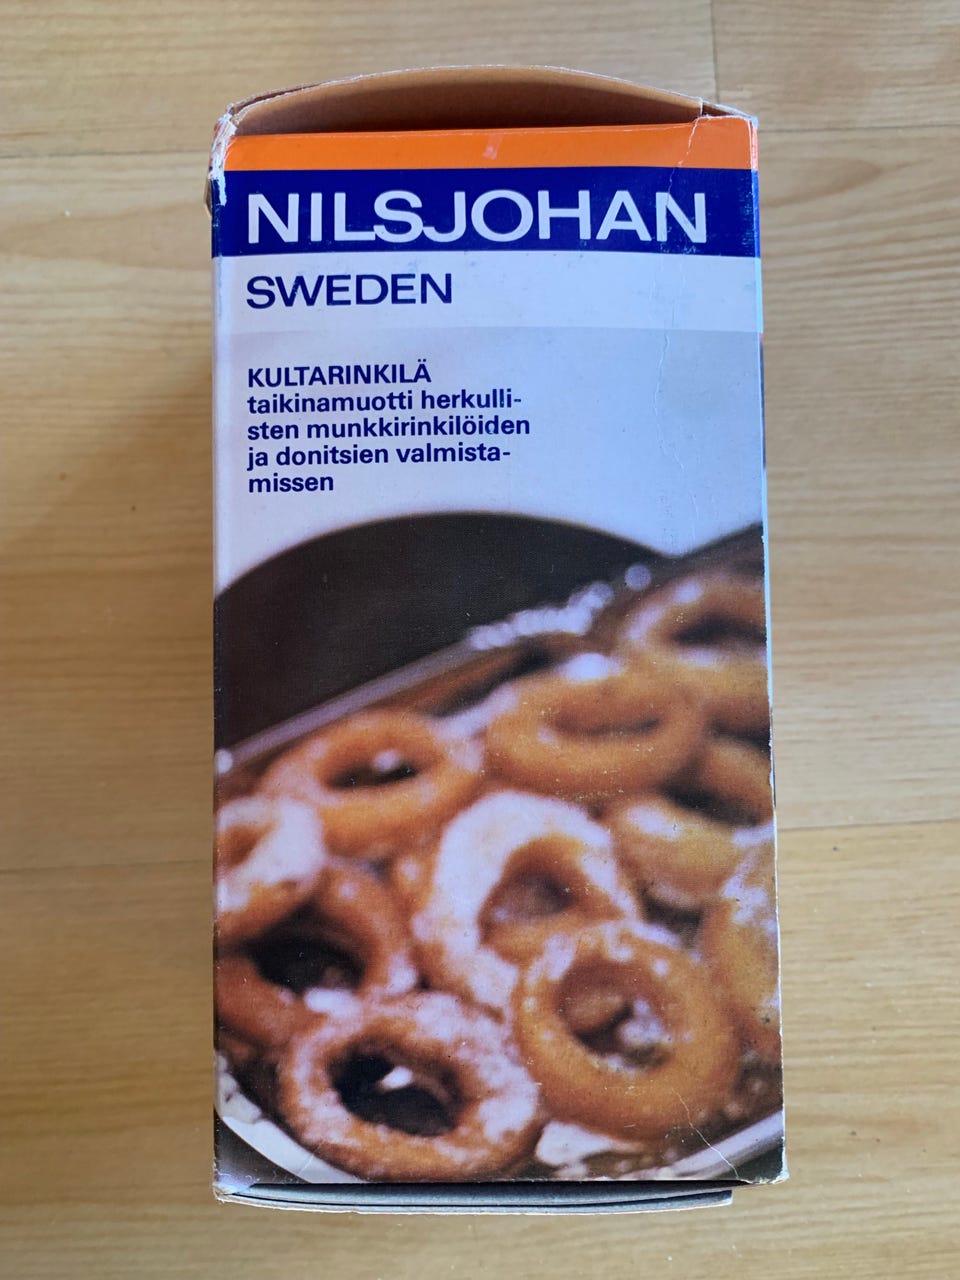 NILSJOHAN
SWEDEN
KULTARINKILÄ
taikinamuotti herkulli-
sten munkkirinkilöiden
ja donitsien valmista-
missen